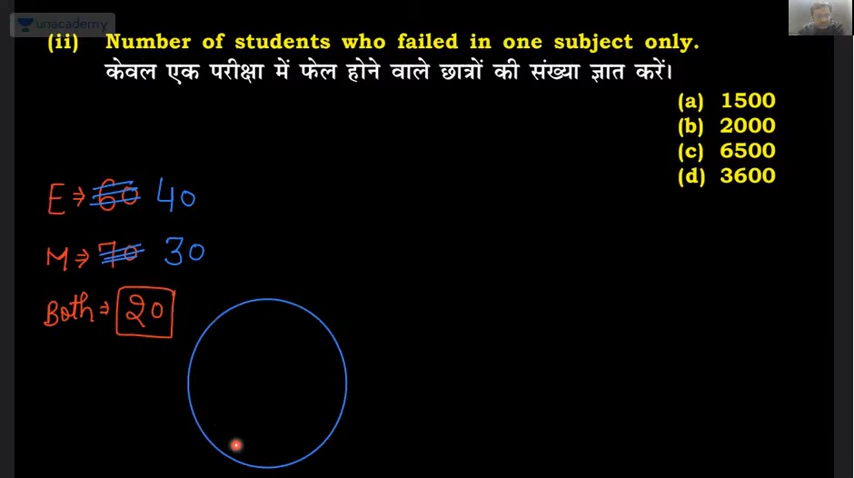 unacademy
(ii) Number of students who failed in one subject only.
केवल एक परीक्षा में फेल होने वाले छात्रों की संख्या ज्ञात करें।
(a) 1500
(b) 2000
(c) 6500
(d) 3600
E ⇒ 60 40
M ⇒ 70 30
Both ⇒ 20